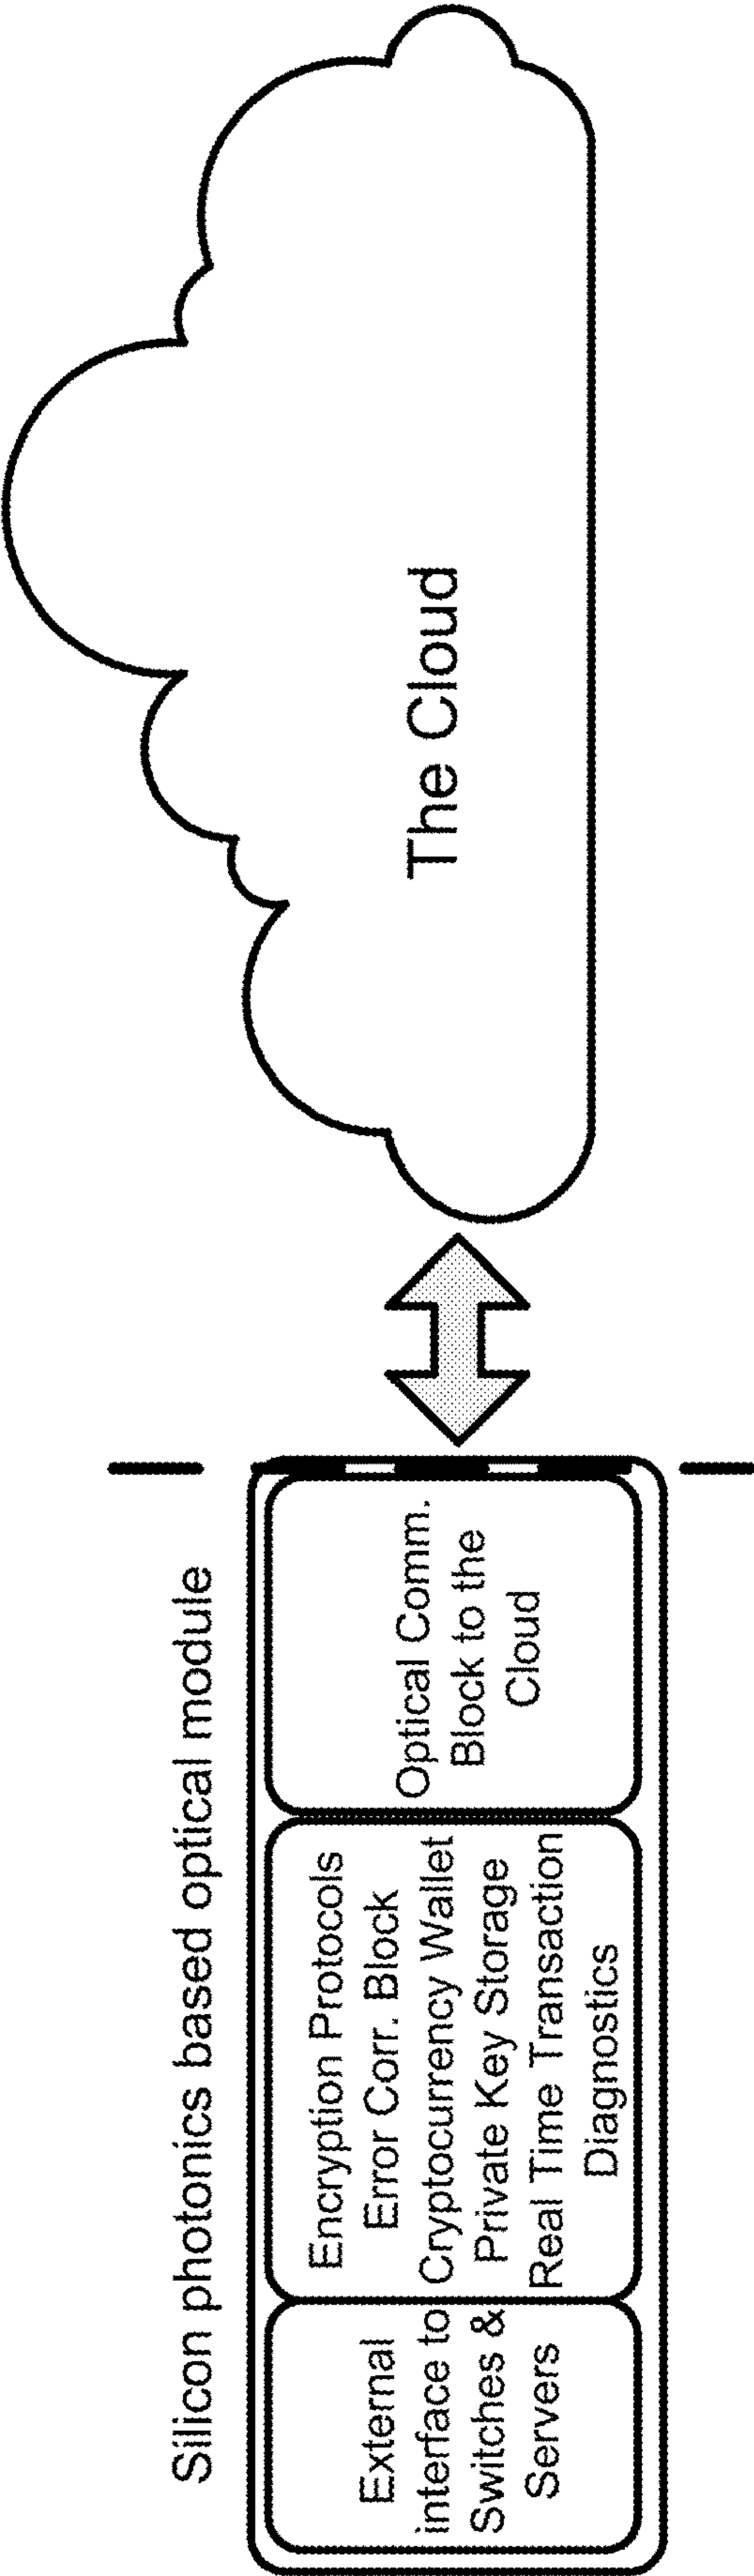 Silicon photonics based optical module
External
interface to
Switches &
Servers
Encryption Protocols
Error Corr. Block
Cryptocurrency Wallet
Private Key Storage
Real Time Transaction
Diagnostics
Optical Comm.
Block to the
Cloud
The Cloud